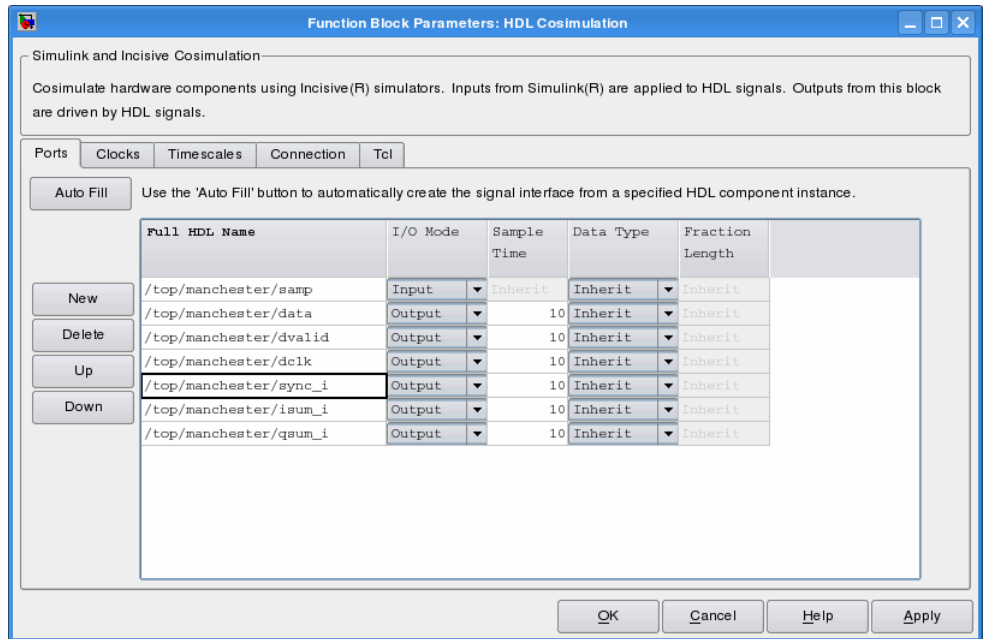 Function Block Parameters: HDL Cosimulation
Simulink and Incisive Cosimulation
Cosimulate hardware components using Incisive(R) simulators. Inputs from Simulink(R) are applied to HDL signals. Outputs from this block
are driven by HDL signals.
Ports Clocks Timescales Connection Tcl
Auto Fill Use the 'Auto Fill' button to automatically create the signal interface from a specified HDL component instance.
Full HDL Name I/O Mode Sample Time Data Type Fraction Length
/top/manchester/samp Input Inherit Inherit Inherit
/top/manchester/data Output 10 Inherit Inherit
/top/manchester/dvalid Output 10 Inherit Inherit
/top/manchester/dclk Output 10 Inherit Inherit
/top/manchester/sync_i Output 10 Inherit Inherit
/top/manchester/isum_i Output 10 Inherit Inherit
/top/manchester/qsum_i Output 10 Inherit Inherit
New
Delete
Up
Down
OK Cancel Help Apply